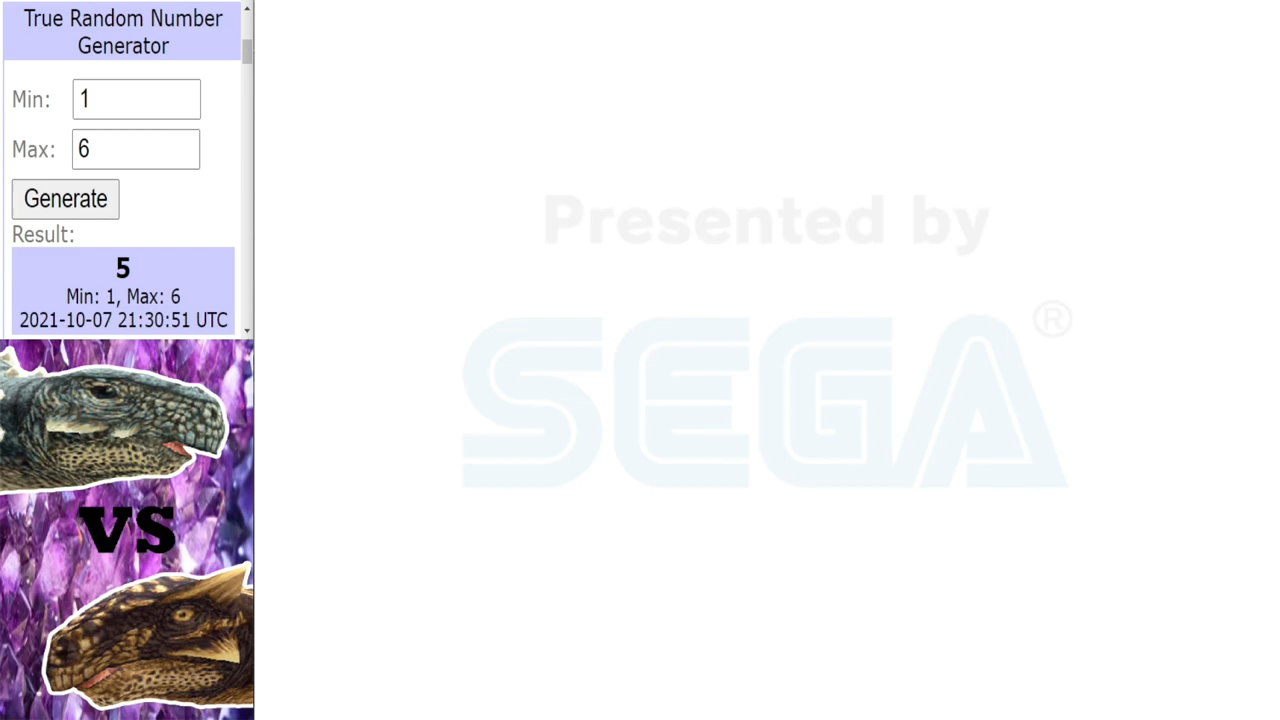 True Random Number
Generator
Min: 1
Max: 6
Generate
Result:
5
Min: 1, Max: 6
2021-10-07 21:30:51 UTC
vs
Presented by
SEGA®